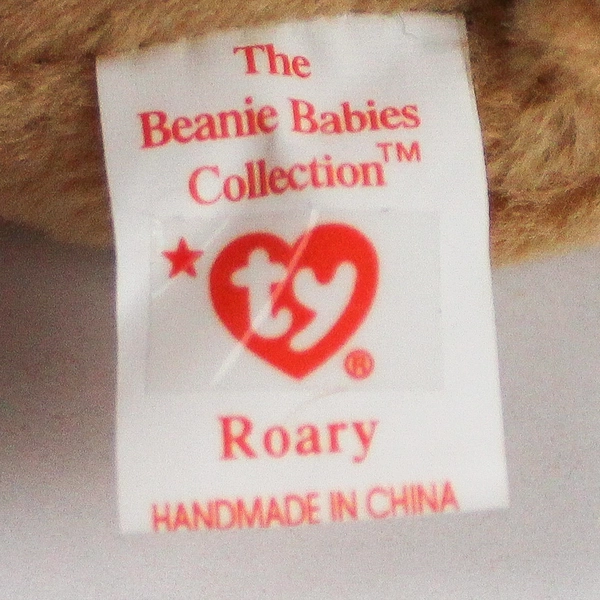 The
Beanie Babies
Collection™
ty®
Roary
HANDMADE IN CHINA